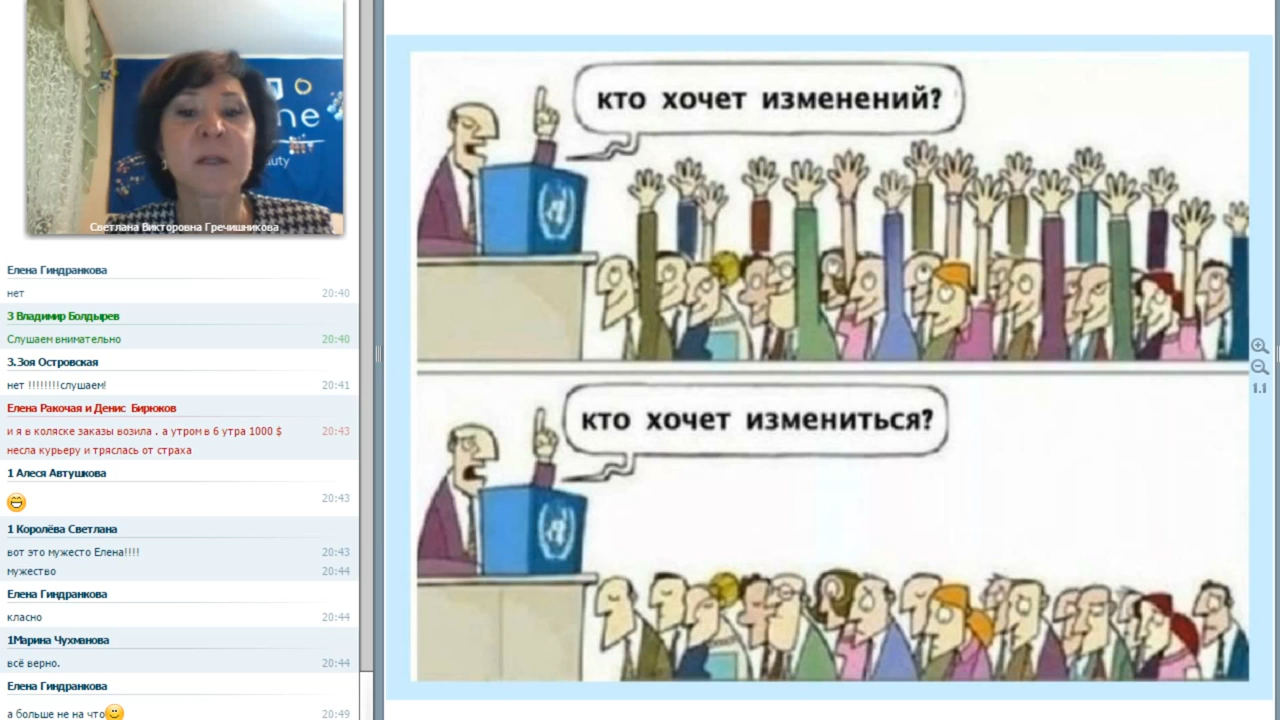 ne
auty
Светлана Викторовна Гречишникова
Елена Гиндранкова
нет 20:40
3 Владимир Болдырев
Слушаем внимательно 20:40
3.Зоя Островская
нет !!!!!!!!слушаем! 20:41
Елена Ракочая и Денис Бирюков
и я в коляске заказы возила . а утром в 6 утра 1000 $ 20:43
несла курьеру и тряслась от страха
1 Алеся Автушкова
20:43
1 Королёва Светлана
вот это мужесто Елена!!!! 20:43
мужество 20:44
Елена Гиндранкова
класно 20:44
1Марина Чухманова
всё верно. 20:44
Елена Гиндранкова
а больше не на что 20:49
кто хочет изменений?
кто хочет измениться?
1.1